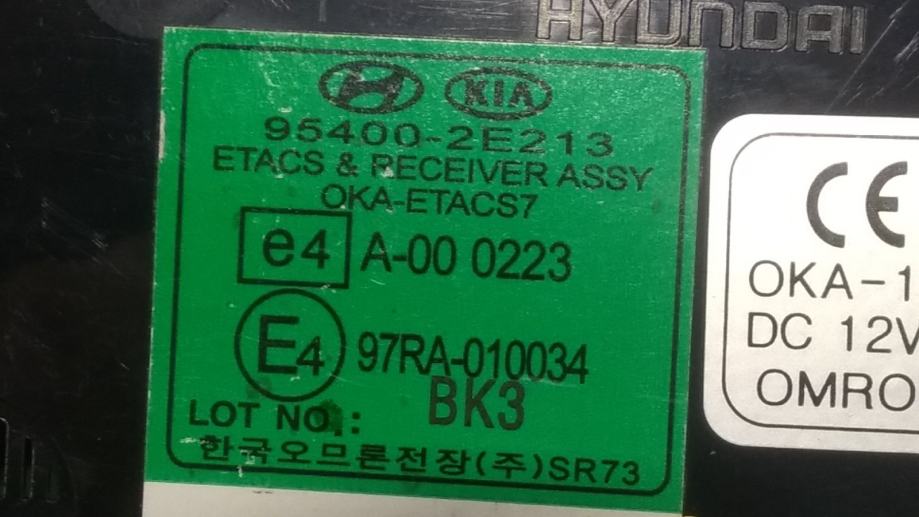 HYUNDAI
KIA
95400-2E213
ETACS & RECEIVER ASSY
OKA-ETACS7
e4 A-00 0223
E4 97RA-010034
LOT NO.: BK3
한국오므론전장(주)SR73
CE
OKA-1
DC 12V
OMRO